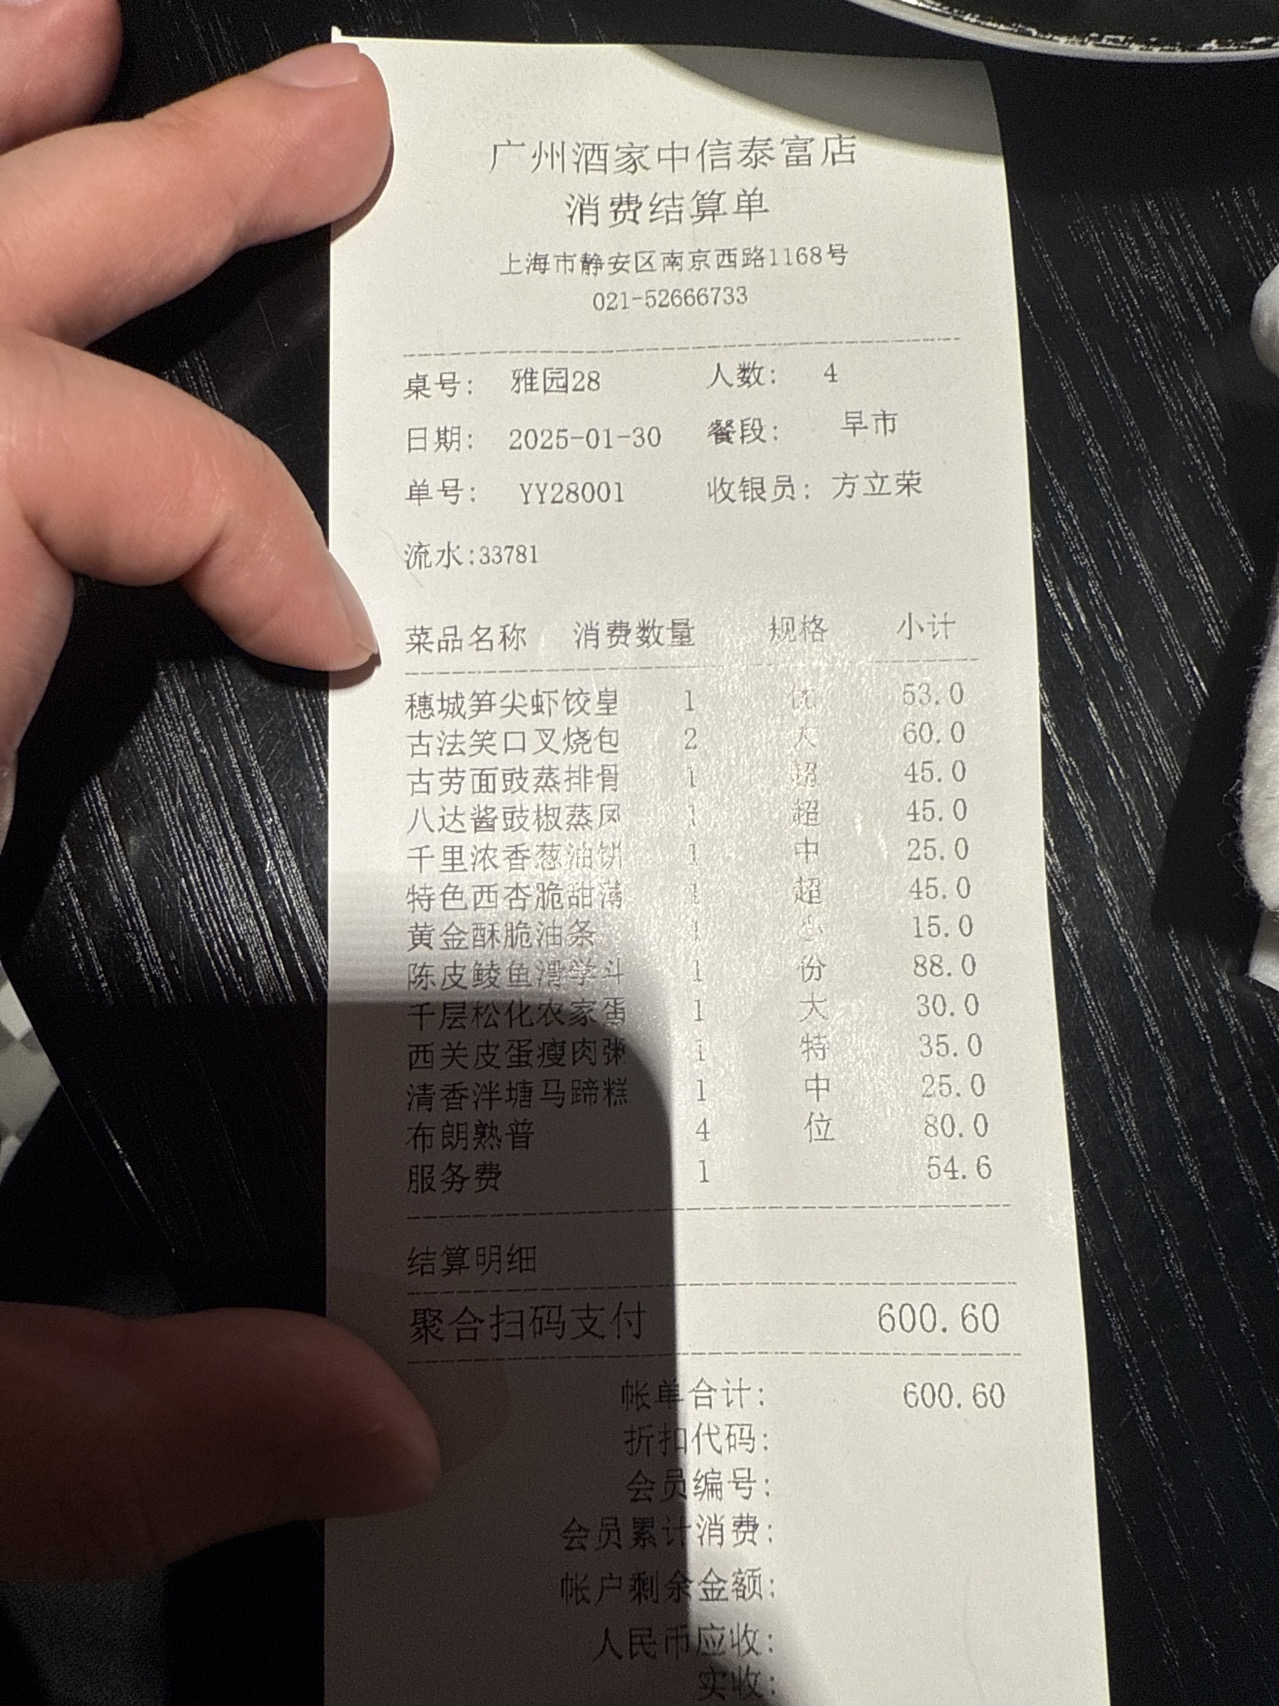 广州酒家中信泰富店
消费结算单
上海市静安区南京西路1168号
021-52666733
桌号: 雅园28 人数: 4
日期: 2025-01-30 餐段: 早市
单号: YY28001 收银员: 方立荣
流水:33781
菜品名称 消费数量 规格 小计
穗城笋尖虾饺皇 1 53.0
古法笑口叉烧包 2 大 60.0
古劳面豉蒸排骨 1 超 45.0
八达酱豉椒蒸凤 1 超 45.0
千里浓香葱油饼 1 中 25.0
特色西杏脆甜薄 1 超 45.0
黄金酥脆油条 1 小 15.0
陈皮鲮鱼滑学斗 1 份 88.0
千层松化农家蛋 1 大 30.0
西关皮蛋瘦肉粥 1 特 35.0
清香泮塘马蹄糕 1 中 25.0
布朗熟普 4 位 80.0
服务费 1 54.6
结算明细
聚合扫码支付 600.60
帐单合计: 600.60
折扣代码:
会员编号:
会员累计消费:
帐户剩余金额:
人民币应收:
实收: